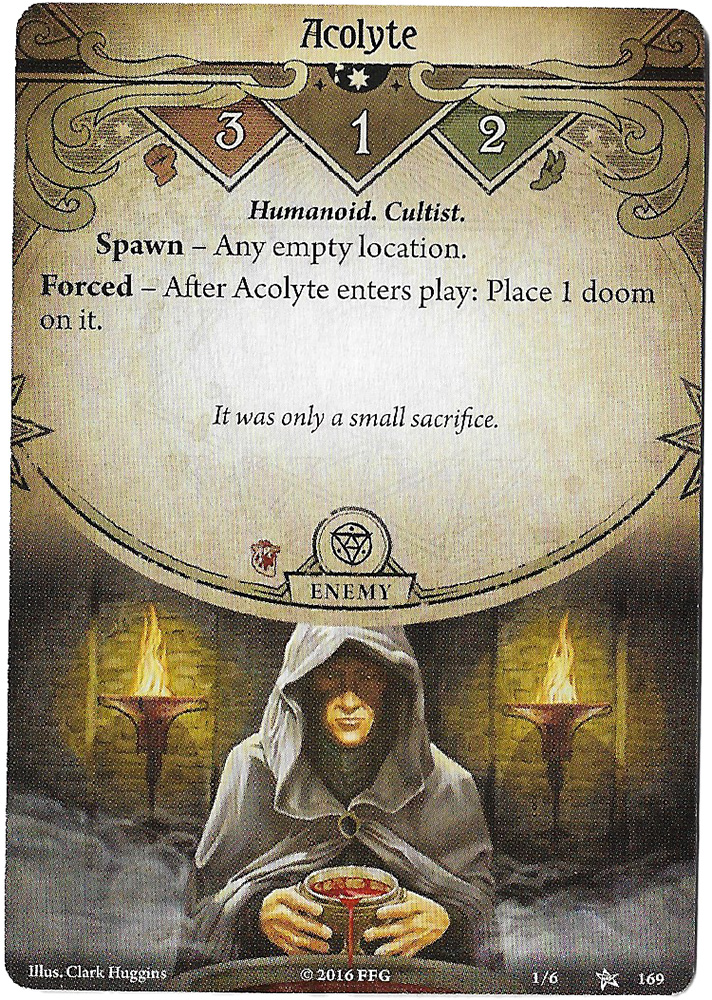 Acolyte
3 1 2
Humanoid. Cultist.
Spawn – Any empty location.
Forced – After Acolyte enters play: Place 1 doom
on it.
It was only a small sacrifice.
ENEMY
Illus. Clark Huggins © 2016 FFG 1/6 169